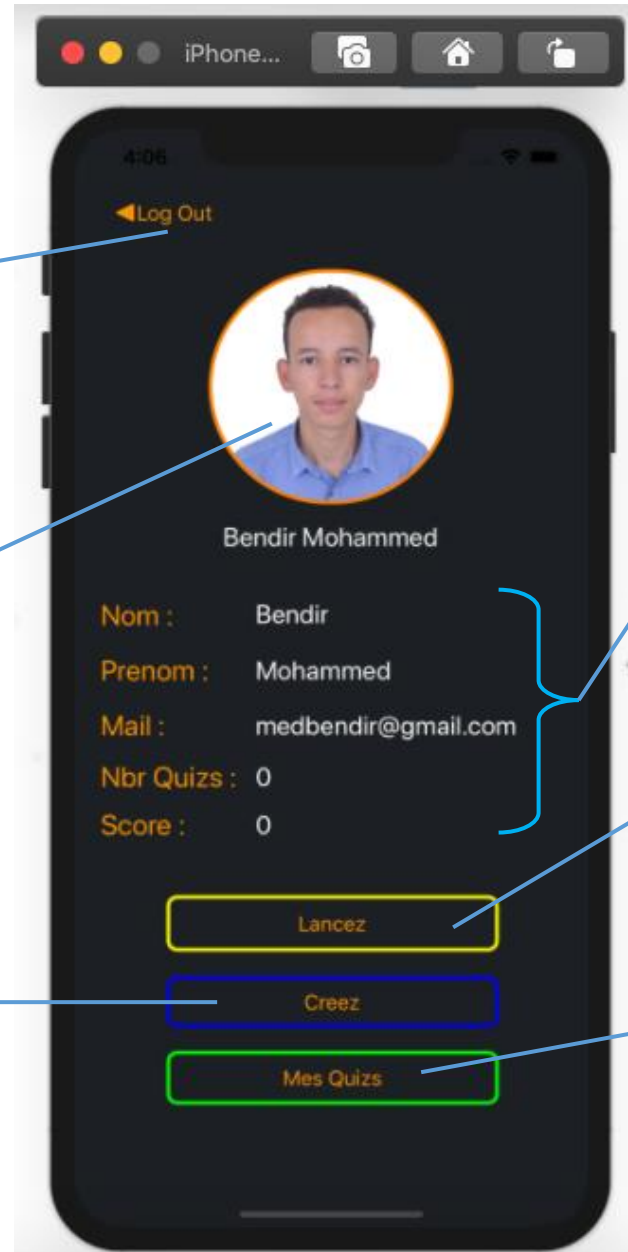 iPhone...
4:06
◀Log Out
Bendir Mohammed
Nom : Bendir
Prenom : Mohammed
Mail : medbendir@gmail.com
Nbr Quizs : 0
Score : 0
Lancez
Creez
Mes Quizs